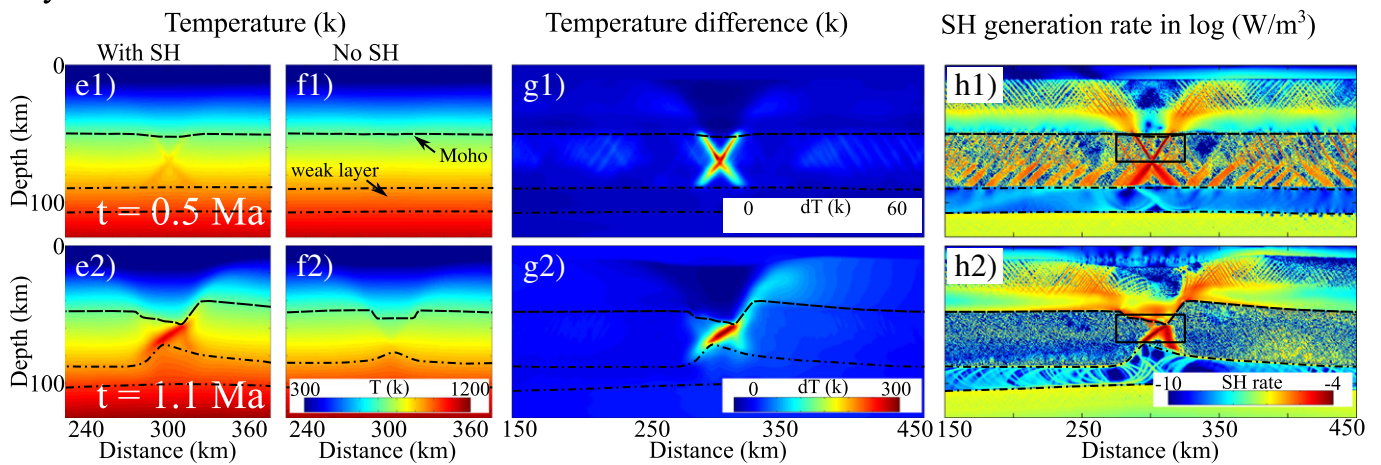 Temperature (k)
Temperature difference (k)
SH generation rate in log (W/m³)
With SH
No SH
0
e1)
f1)
g1)
h1)
Depth (km)
Moho
weak layer
100
t = 0.5 Ma
0 dT (k) 60
0
e2)
f2)
g2)
h2)
Depth (km)
100
t = 1.1 Ma
300 T (k) 1200
0 dT (k) 300
-10 SH rate -4
240 300 360
240 300 360
150 250 350 450
150 250 350 450
Distance (km)
Distance (km)
Distance (km)
Distance (km)